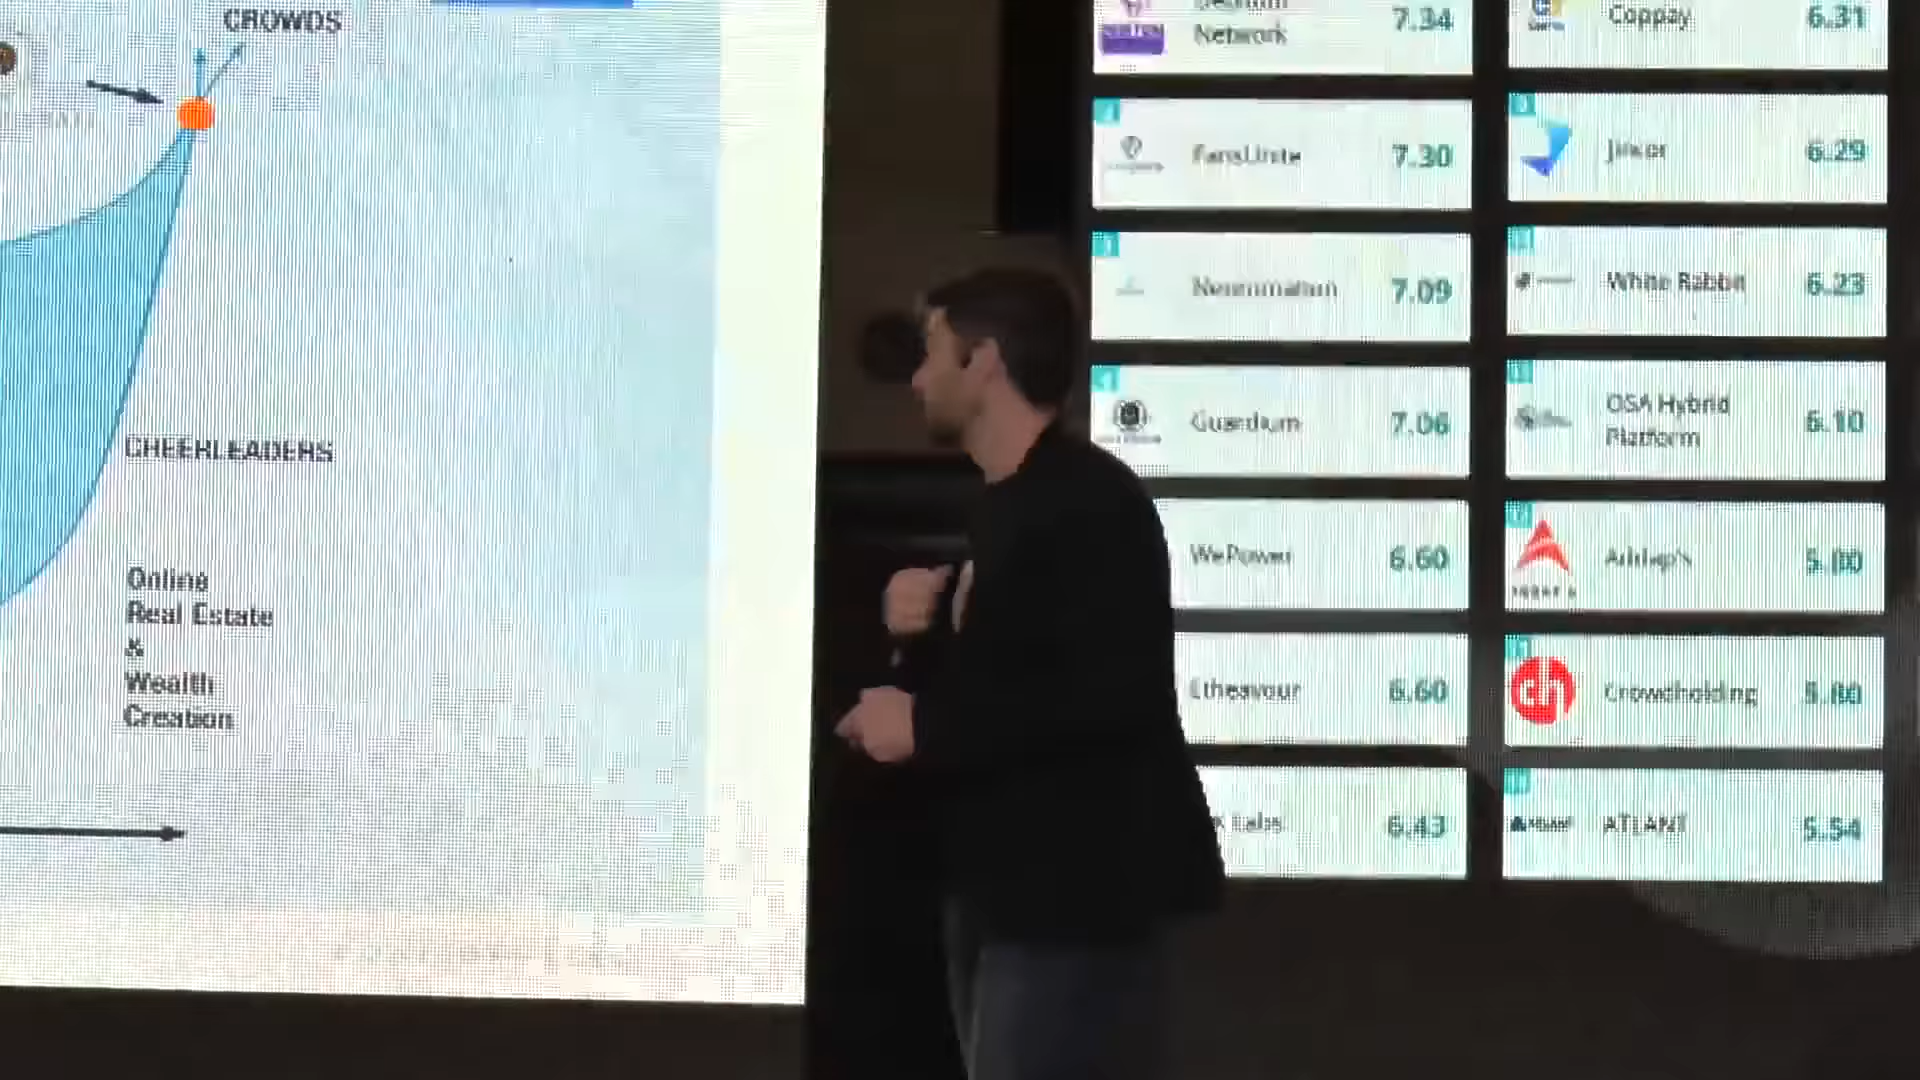 CROWDS
CHEERLEADERS
Online
Real Estate
&
Wealth
Creation
Network
7.34
7.30
7.09
Guardium
7.06
WePower
6.60
Etheavour
6.60
Labs
6.43
Coppay
6.31
Jincor
6.29
White Rabbit
6.23
OSA Hybrid
Platform
6.10
Crowdholding
ATLANT
5.54